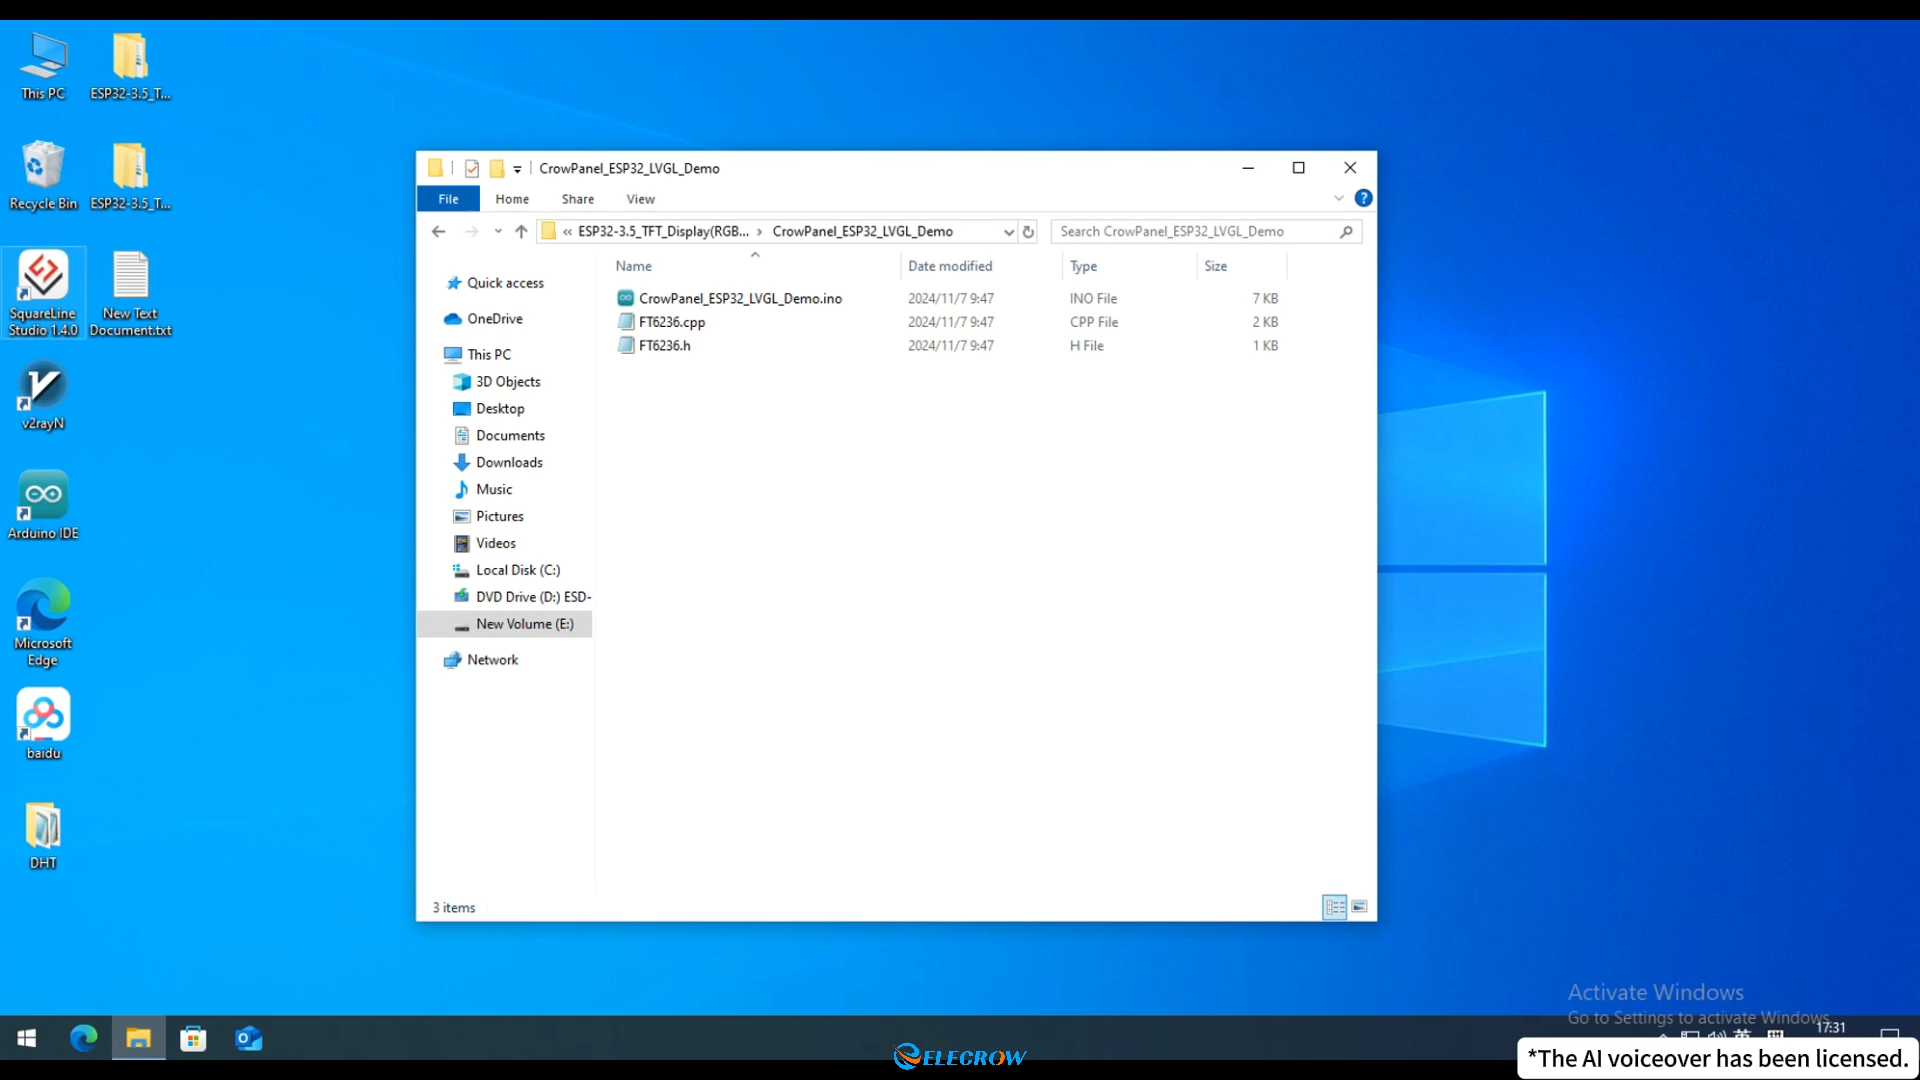 This PC
ESP32-3.5_T...
Recycle Bin
ESP32-3.5_T...
SquareLine
Studio 1.4.0
New Text
Document.txt
v2rayN
Arduino IDE
Microsoft
Edge
baidu
DHT
CrowPanel_ESP32_LVGL_Demo
File
Home
Share
View
« ESP32-3.5_TFT_Display(RGB... › CrowPanel_ESP32_LVGL_Demo
Search CrowPanel_ESP32_LVGL_Demo
Name
Date modified
Type
Size
CrowPanel_ESP32_LVGL_Demo.ino 2024/11/7 9:47 INO File 7 KB
FT6236.cpp 2024/11/7 9:47 CPP File 2 KB
FT6236.h 2024/11/7 9:47 H File 1 KB
Quick access
OneDrive
This PC
3D Objects
Desktop
Documents
Downloads
Music
Pictures
Videos
Local Disk (C:)
DVD Drive (D:) ESD-
New Volume (E:)
Network
3 items
Activate Windows
Go to Settings to activate Windows.
17:31
ELECROW
*The AI voiceover has been licensed.